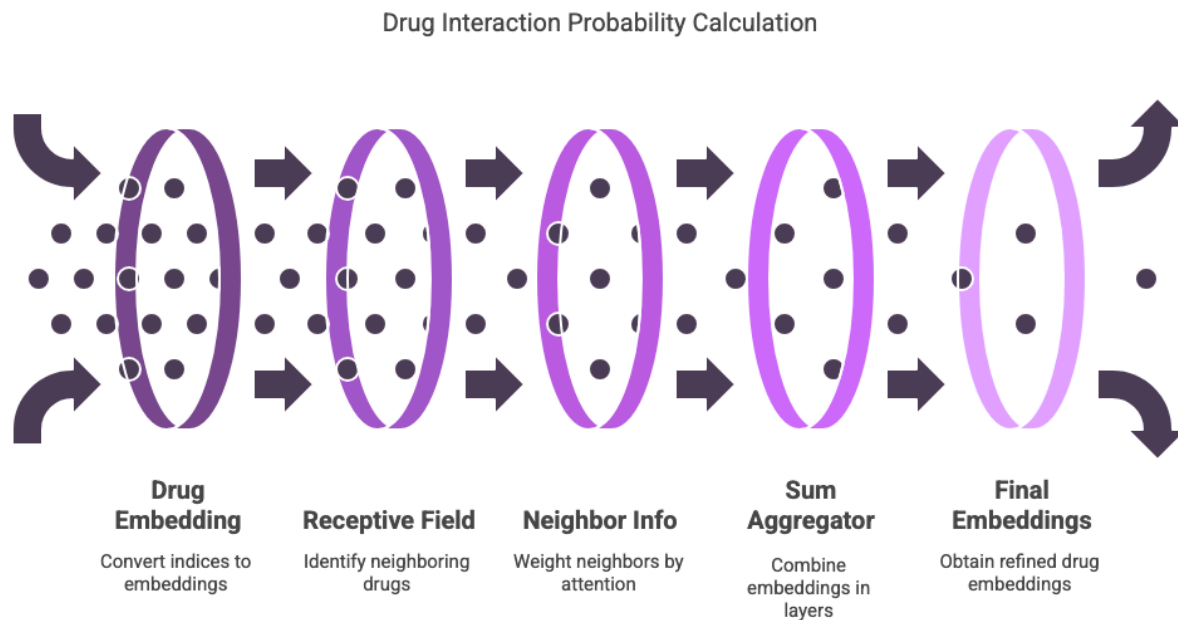 Drug Interaction Probability Calculation
Drug
Embedding
Convert indices to
embeddings
Receptive Field
Identify neighboring
drugs
Neighbor Info
Weight neighbors by
attention
Sum
Aggregator
Combine
embeddings in
layers
Final
Embeddings
Obtain refined drug
embeddings